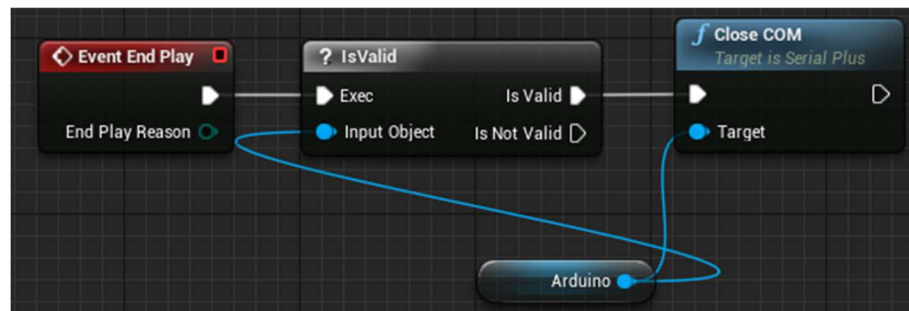 Event End Play
End Play Reason
? IsValid
Exec
Is Valid
Input Object
Is Not Valid
f Close COM
Target is Serial Plus
Target
Arduino